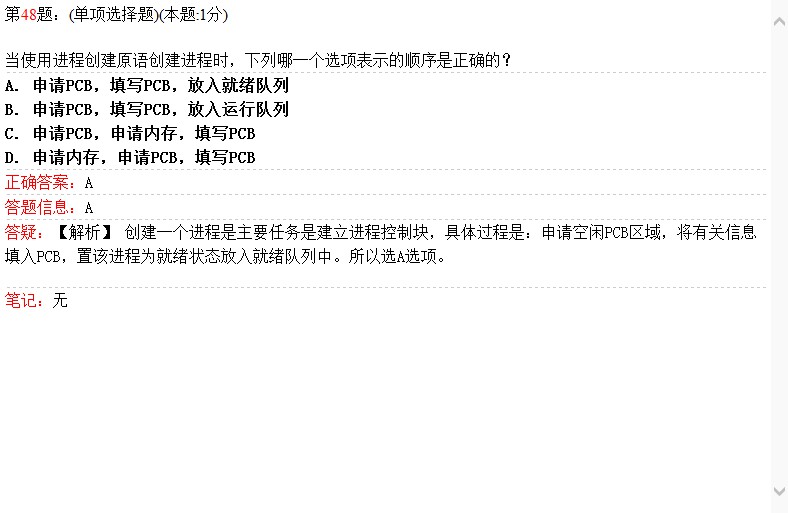 第48题: (单项选择题)(本题:1分)
当使用进程创建原语创建进程时，下列哪一个选项表示的顺序是正确的？
A. 申请PCB，填写PCB，放入就绪队列
B. 申请PCB，填写PCB，放入运行队列
C. 申请PCB，申请内存，填写PCB
D. 申请内存，申请PCB，填写PCB
正确答案：A
答题信息：A
答疑：【解析】 创建一个进程是主要任务是建立进程控制块，具体过程是：申请空闲PCB区域，将有关信息
填入PCB，置该进程为就绪状态放入就绪队列中。所以选A选项。
笔记：无